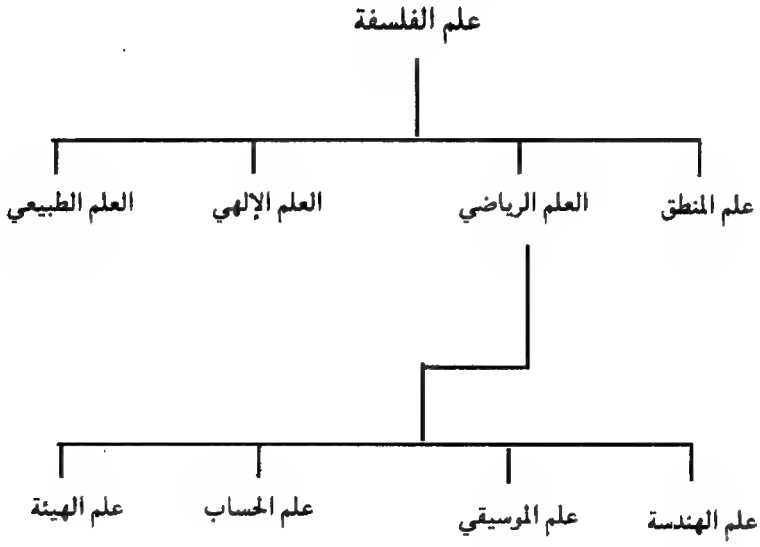 علم الفلسفة
علم المنطق العلم الرياضي العلم الإلهي العلم الطبيعي
علم الهندسة علم الموسيقي علم الحساب علم الهيئة